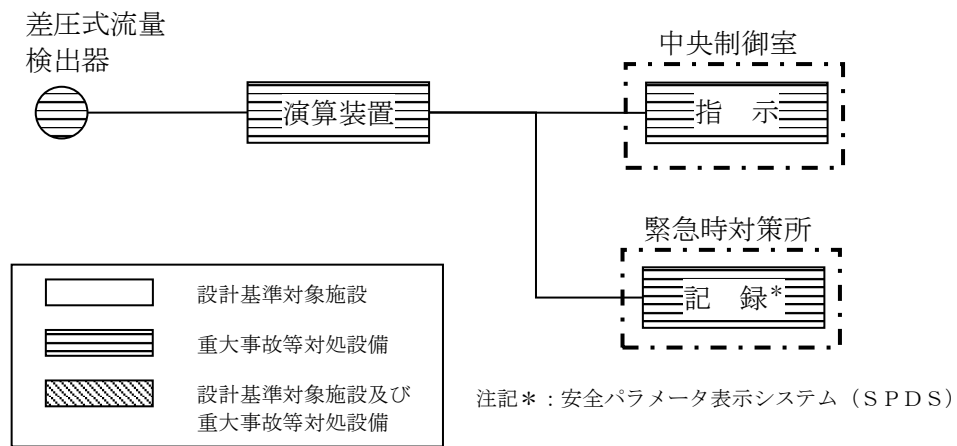 差圧式流量
検出器
演算装置
中央制御室
指　示
緊急時対策所
記　録*
設計基準対象施設
重大事故等対処設備
設計基準対象施設及び
重大事故等対処設備
注記＊：安全パラメータ表示システム（ＳＰＤＳ）